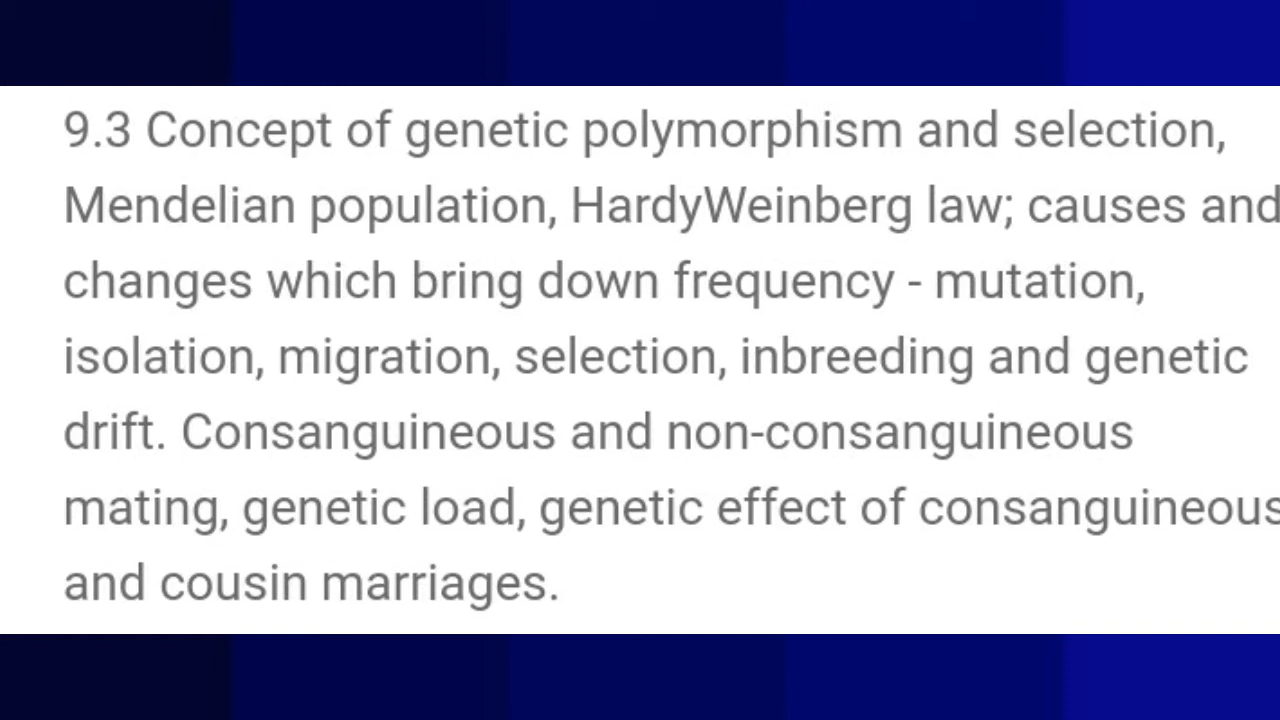 9.3 Concept of genetic polymorphism and selection,
Mendelian population, HardyWeinberg law; causes and
changes which bring down frequency - mutation,
isolation, migration, selection, inbreeding and genetic
drift. Consanguineous and non-consanguineous
mating, genetic load, genetic effect of consanguineous
and cousin marriages.